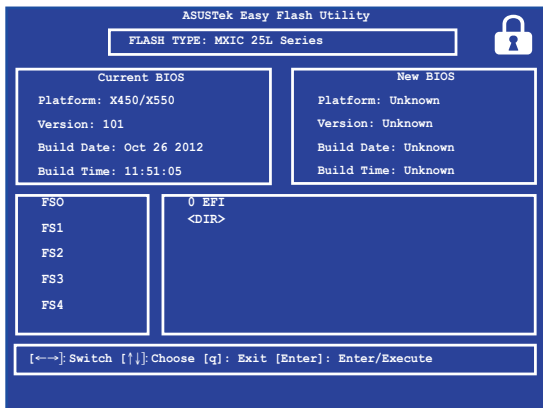 ASUSTek Easy Flash Utility
FLASH TYPE: MXIC 25L Series
Current BIOS
Platform: X450/X550
Version: 101
Build Date: Oct 26 2012
Build Time: 11:51:05
New BIOS
Platform: Unknown
Version: Unknown
Build Date: Unknown
Build Time: Unknown
FSO
FS1
FS2
FS3
FS4
0 EFI
<DIR>
[←→]: Switch [↑↓]: Choose [q]: Exit [Enter]: Enter/Execute